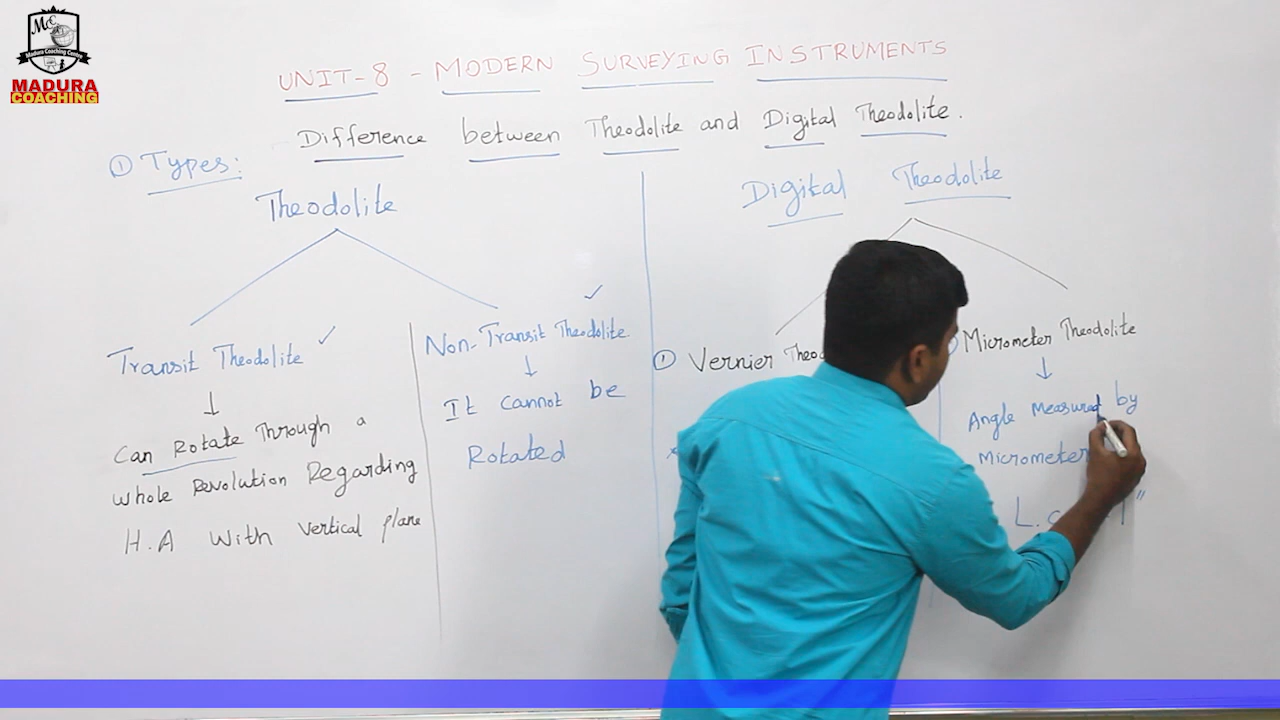 MCC
Madura Coaching Centre
MADURA
COACHING
UNIT-8 - MODERN SURVEYING INSTRUMENTS
Difference between Theodolite and Digital Theodolite.
① Types:
Theodolite
Transit Theodolite
Can Rotate Through a
whole Revolution Regarding
H.A With vertical plane
Non-Transit Theodolite
It cannot be
Rotated
Digital Theodolite
① Vernier
Micrometer Theodolite
Angle Measured by
Micrometer
L.c
1"